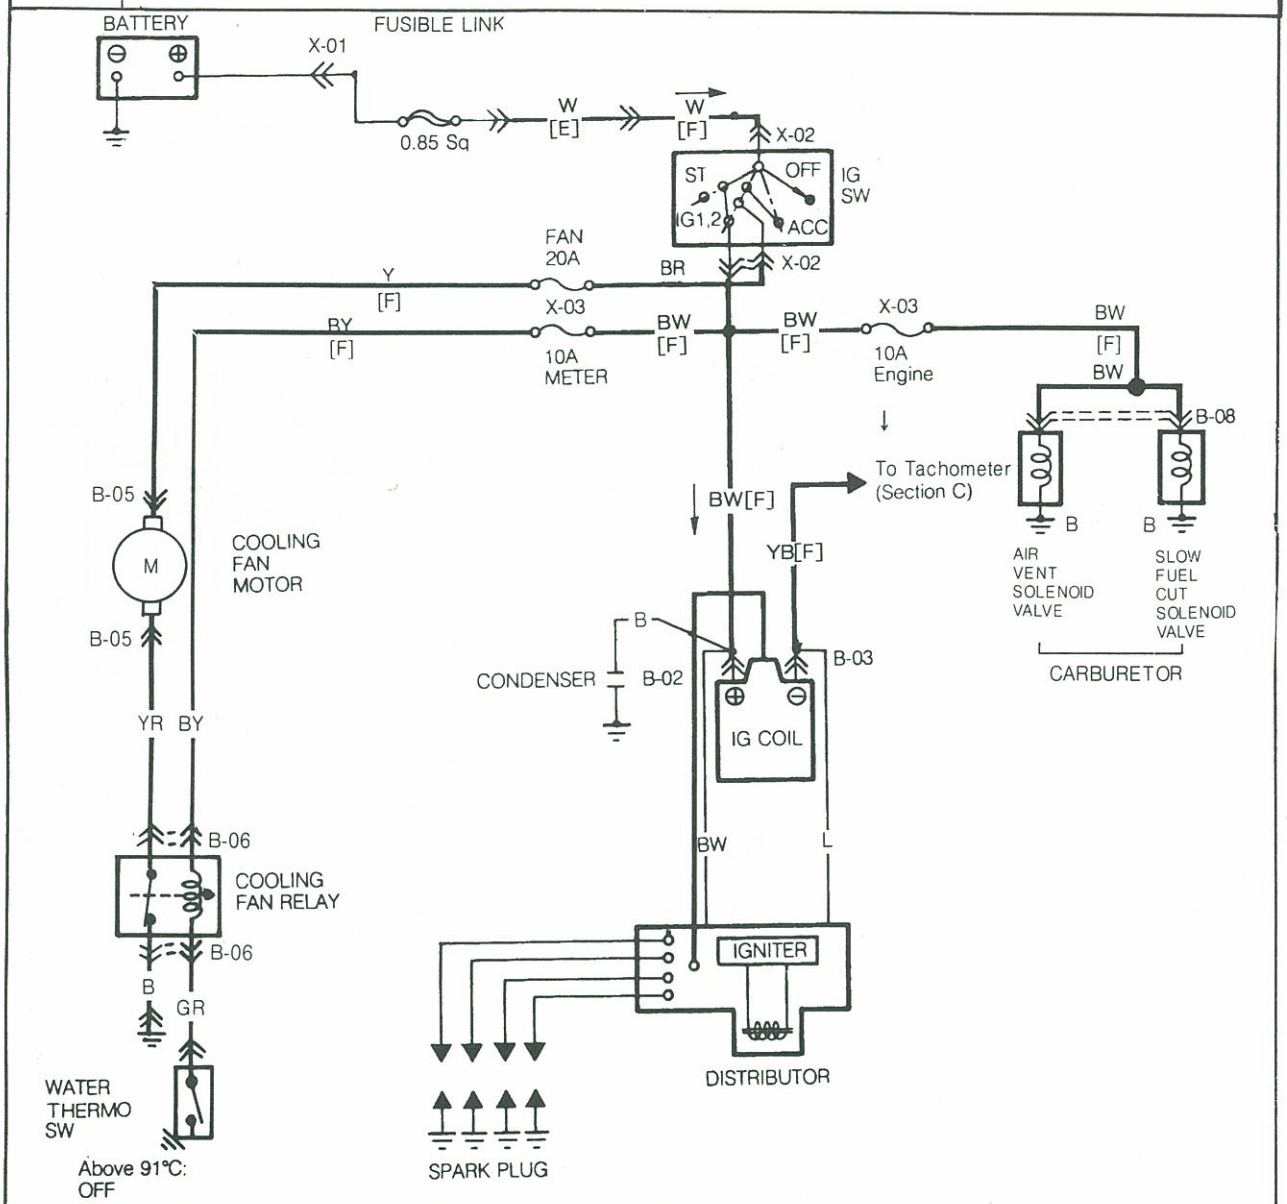 BATTERY
FUSIBLE LINK
X-01
W
[E]
0.85 Sq
W
[F]
X-02
ST
OFF
IG
SW
IG1,2
ACC
X-02
FAN
20A
BR
Y
[F]
X-03
10A
METER
BY
[F]
BW
[F]
BW
[F]
X-03
10A
Engine
BW
[F]
BW
B-08
To Tachometer
(Section C)
B
B
AIR
VENT
SOLENOID
VALVE
SLOW
FUEL
CUT
SOLENOID
VALVE
CARBURETOR
B-05
M
COOLING
FAN
MOTOR
B-05
BW[F]
YB[F]
B
CONDENSER
B-02
B-03
IG COIL
YR
BY
B-06
COOLING
FAN RELAY
B-06
B
GR
BW
L
IGNITER
DISTRIBUTOR
WATER
THERMO
SW
Above 91°C:
OFF
SPARK PLUG